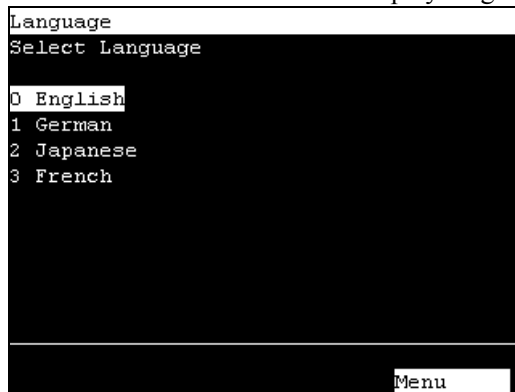 Language
Select Language
0 English
1 German
2 Japanese
3 French
Menu